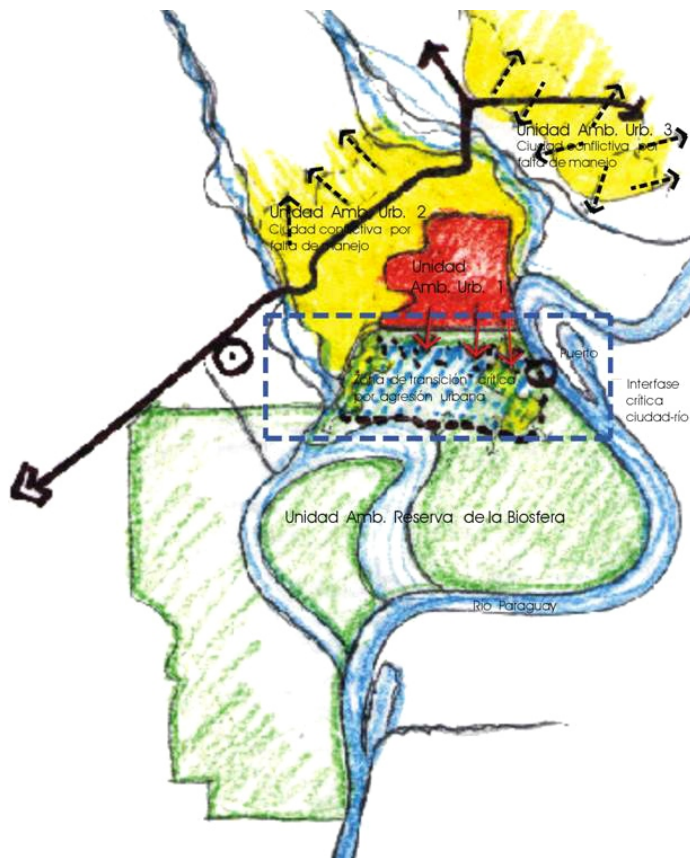 Unidad Amb. Urb. 3
Ciudad conflictiva por
falta de manejo
Unidad Amb. Urb. 2
Ciudad conflictiva por
falta de manejo
Unidad
Amb. Urb. 1
Puerto
Zona de transición crítica
por agresión urbana
Interfase
crítica
ciudad-río
Unidad Amb. Reserva de la Biosfera
Río Paraguay